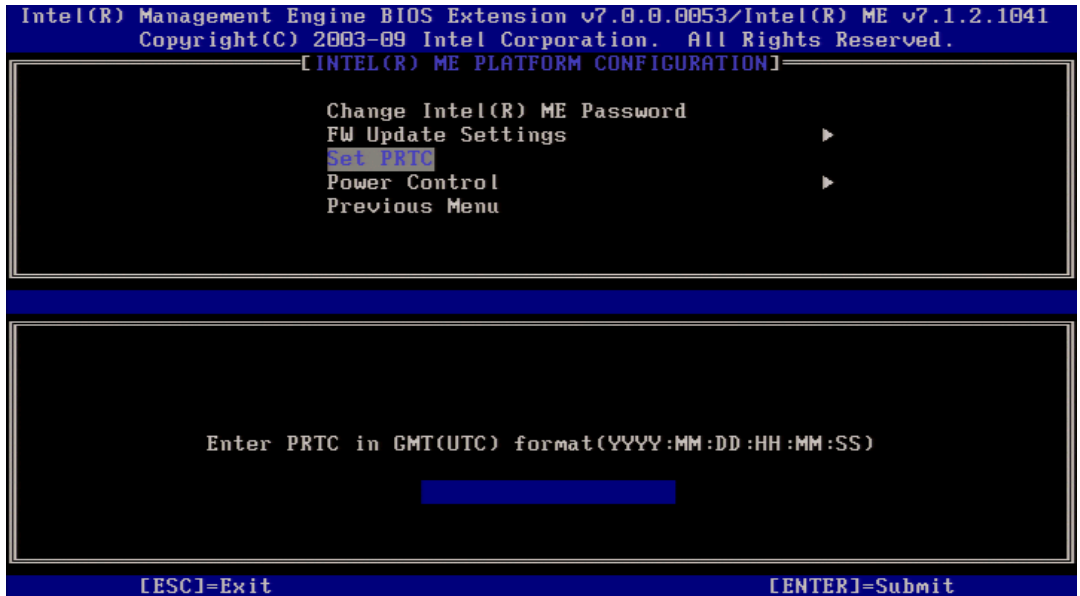 Intel(R) Management Engine BIOS Extension v7.0.0.0053/Intel(R) ME v7.1.2.1041
Copyright(C) 2003-09 Intel Corporation. All Rights Reserved.
[INTEL(R) ME PLATFORM CONFIGURATION]
Change Intel(R) ME Password
FW Update Settings ►
Set PRTC
Power Control ►
Previous Menu
Enter PRTC in GMT(UTC) format(YYYY:MM:DD:HH:MM:SS)
[ESC]=Exit [ENTER]=Submit